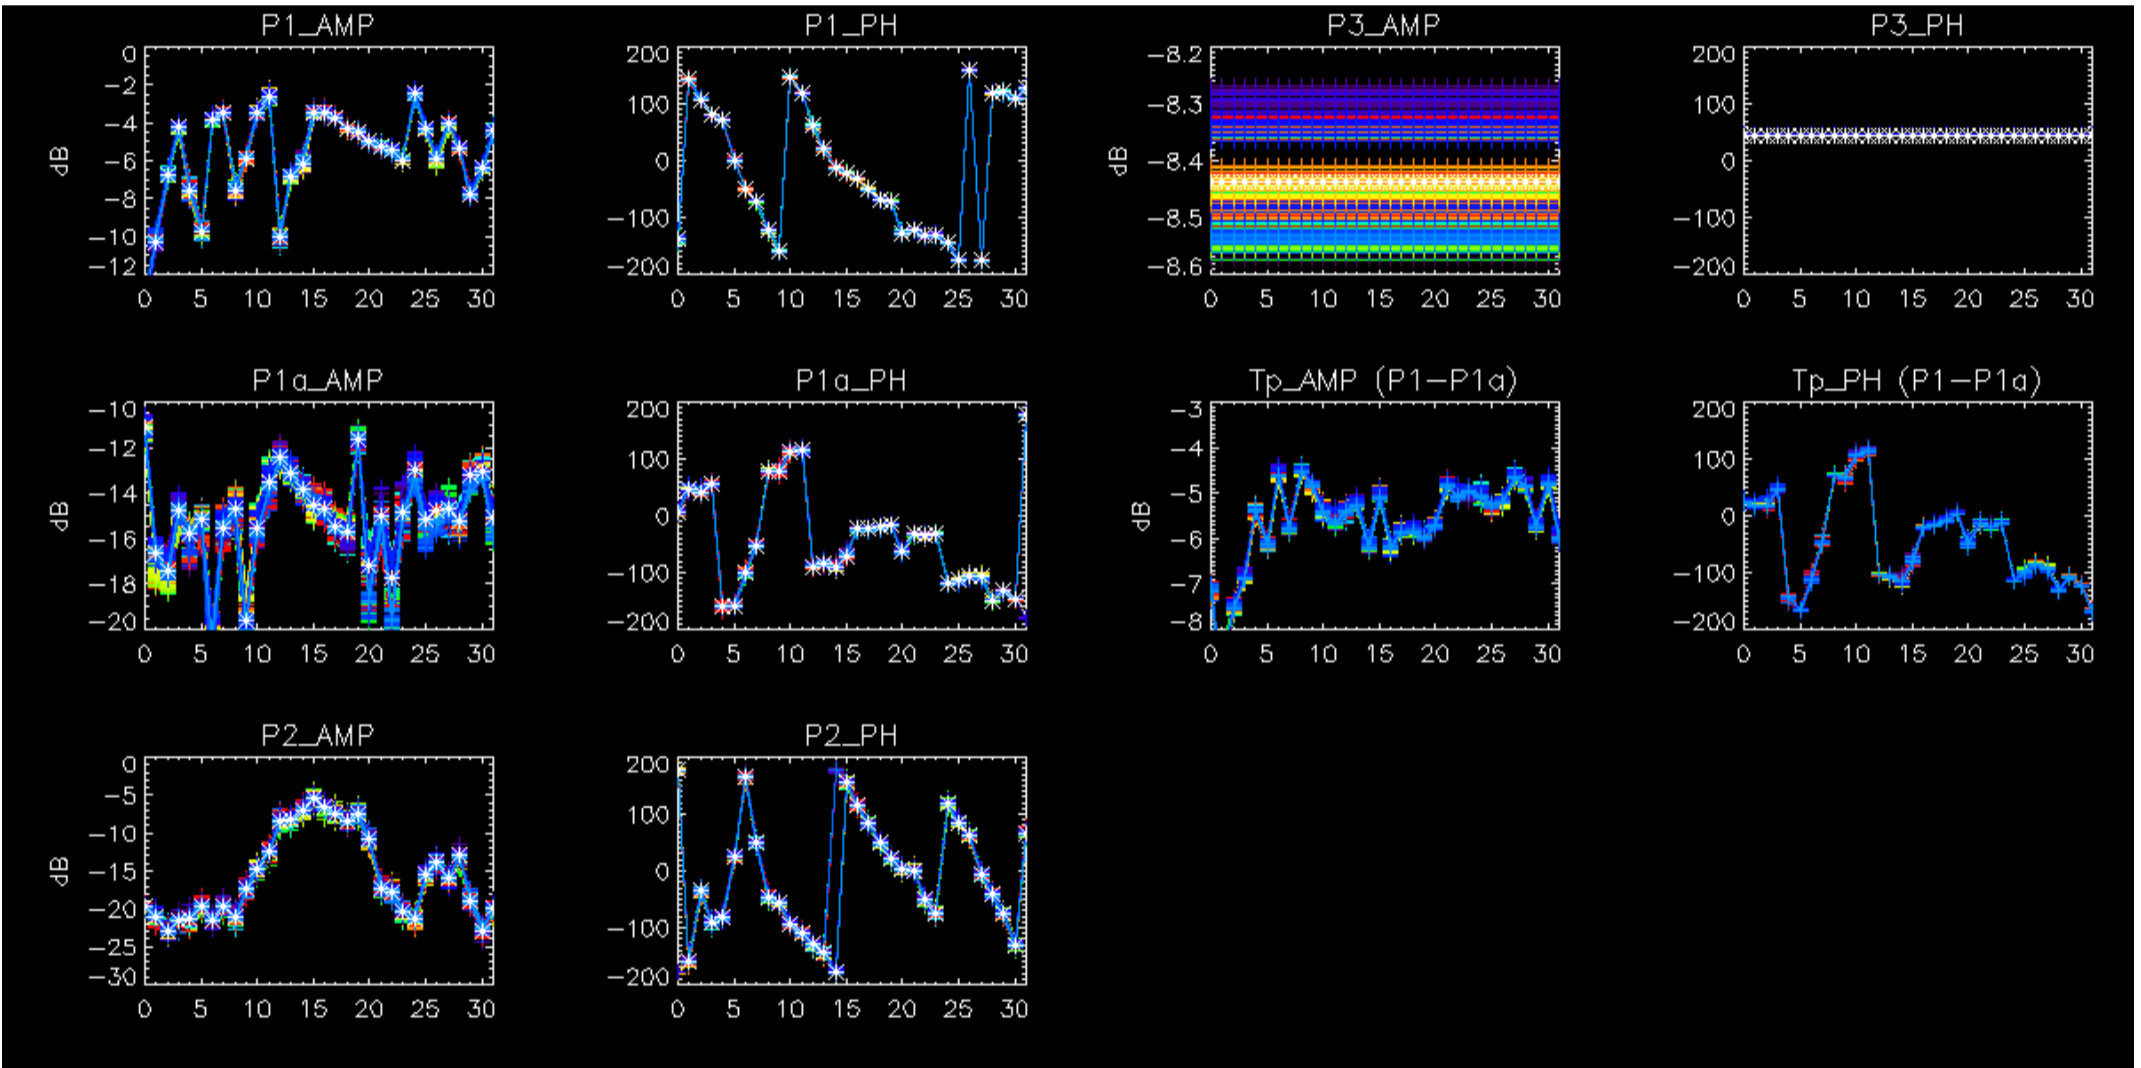 P1_AMP
P1_PH
P3_AMP
P3_PH
0
-2
-4
-6
-8
-10
-12
dB
0 5 10 15 20 25 30
200
100
0
-100
-200
0 5 10 15 20 25 30
-8.2
-8.3
-8.4
-8.5
-8.6
dB
0 5 10 15 20 25 30
200
100
0
-100
-200
0 5 10 15 20 25 30
P1a_AMP
P1a_PH
Tp_AMP (P1-P1a)
Tp_PH (P1-P1a)
-10
-12
-14
-16
-18
-20
dB
0 5 10 15 20 25 30
200
100
0
-100
-200
0 5 10 15 20 25 30
-3
-4
-5
-6
-7
-8
dB
0 5 10 15 20 25 30
200
100
0
-100
-200
0 5 10 15 20 25 30
P2_AMP
P2_PH
0
-5
-10
-15
-20
-25
-30
dB
0 5 10 15 20 25 30
200
100
0
-100
-200
0 5 10 15 20 25 30